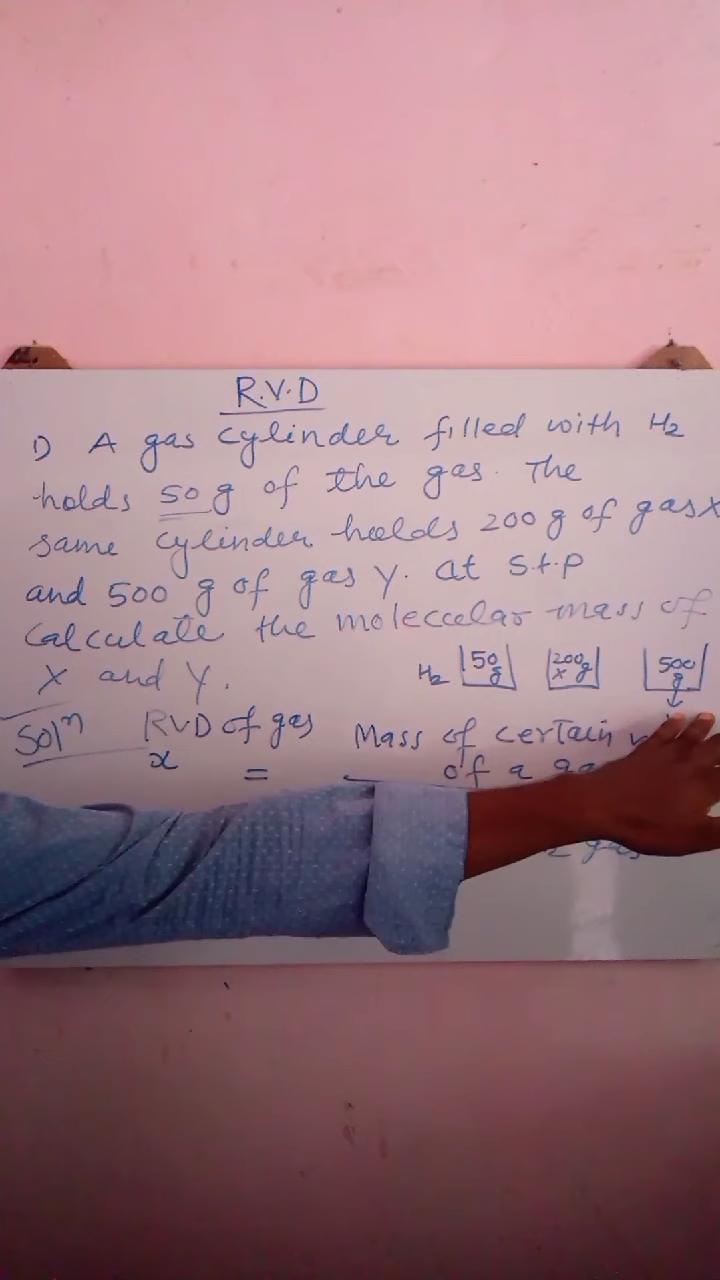 R.V.D
1) A gas cylinder filled with H2
holds 50 g of the gas. The
same cylinder holds 200 g of gas X
and 500 g of gas Y. at S.t.p
Calculate the molecular mass of
X and Y.
H2 50 g 200 g X 500 g
Soln RVD of gas Mass of certain
x = of a